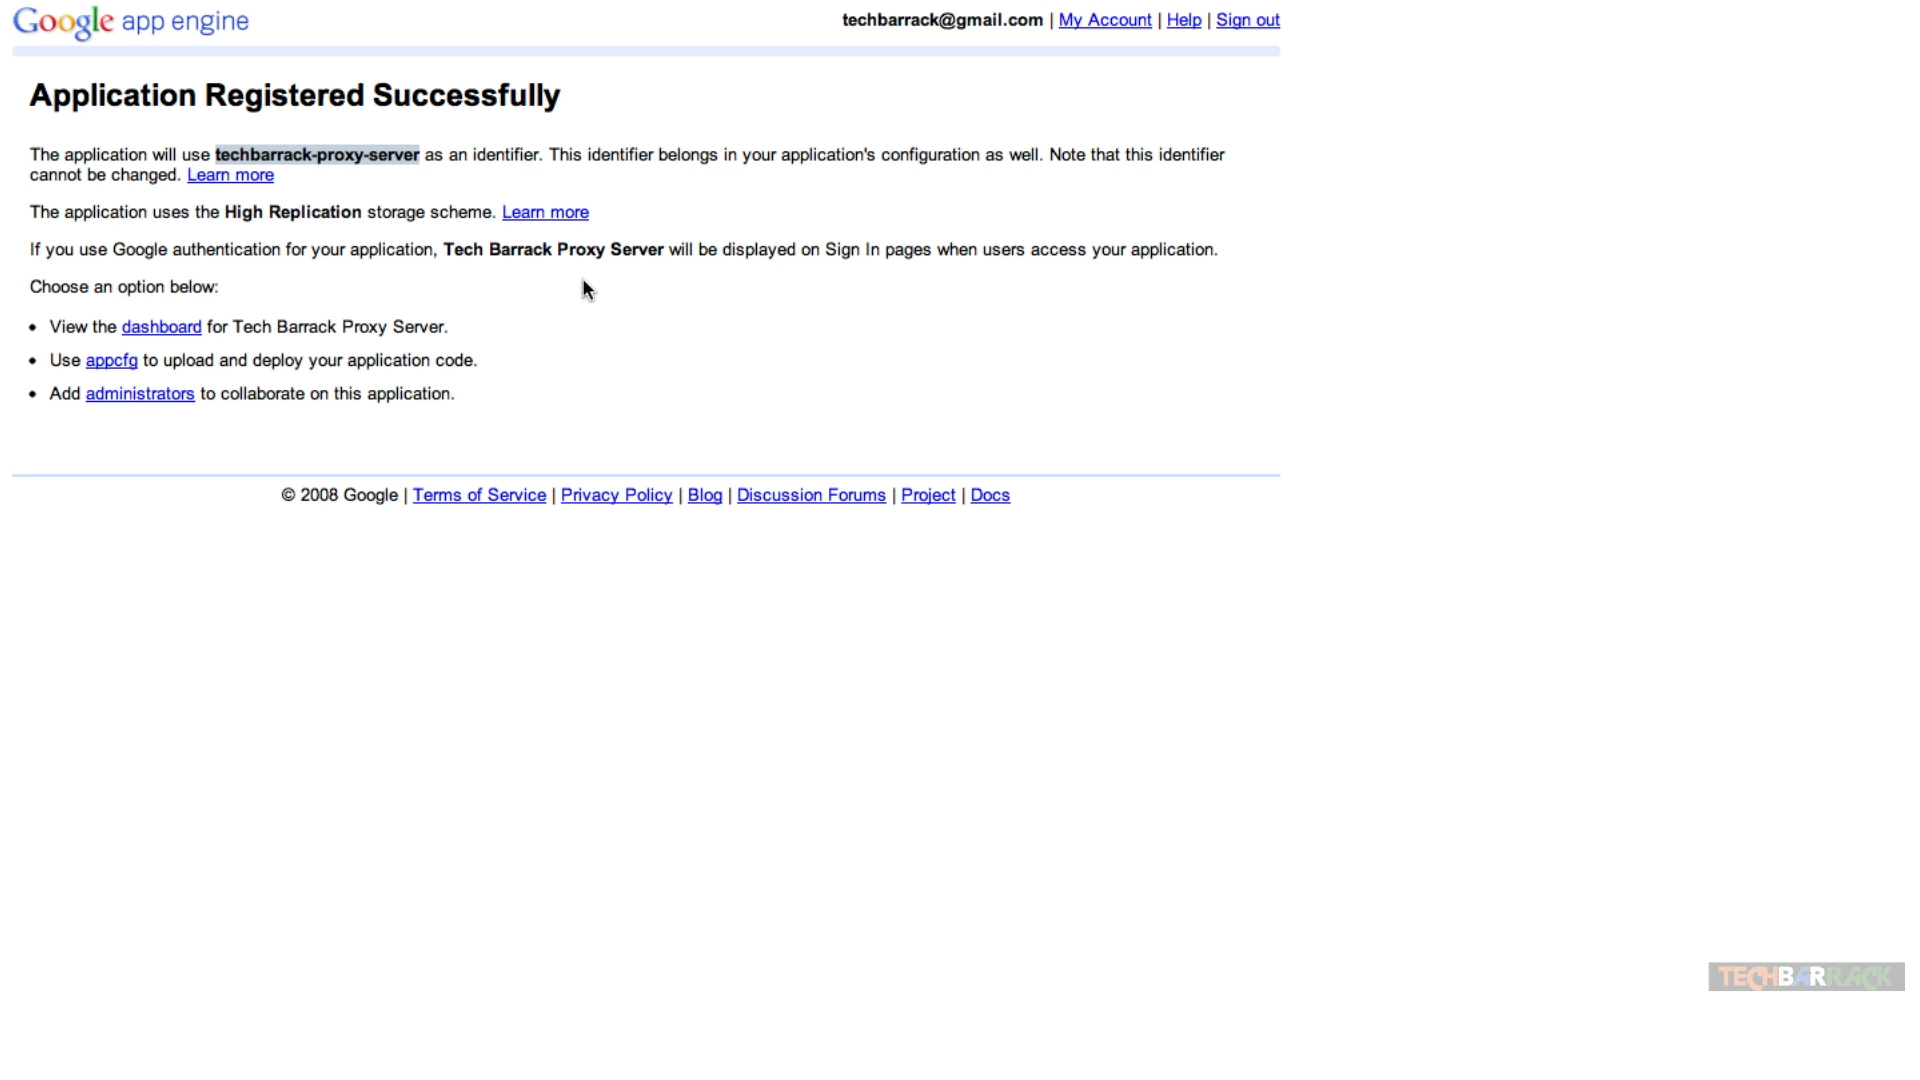 Google app engine
techbarrack@gmail.com | My Account | Help | Sign out
Application Registered Successfully
The application will use techbarrack-proxy-server as an identifier. This identifier belongs in your application's configuration as well. Note that this identifier
cannot be changed. Learn more
The application uses the High Replication storage scheme. Learn more
If you use Google authentication for your application, Tech Barrack Proxy Server will be displayed on Sign In pages when users access your application.
Choose an option below:
• View the dashboard for Tech Barrack Proxy Server.
• Use appcfg to upload and deploy your application code.
• Add administrators to collaborate on this application.
© 2008 Google | Terms of Service | Privacy Policy | Blog | Discussion Forums | Project | Docs
TECHBARRACK